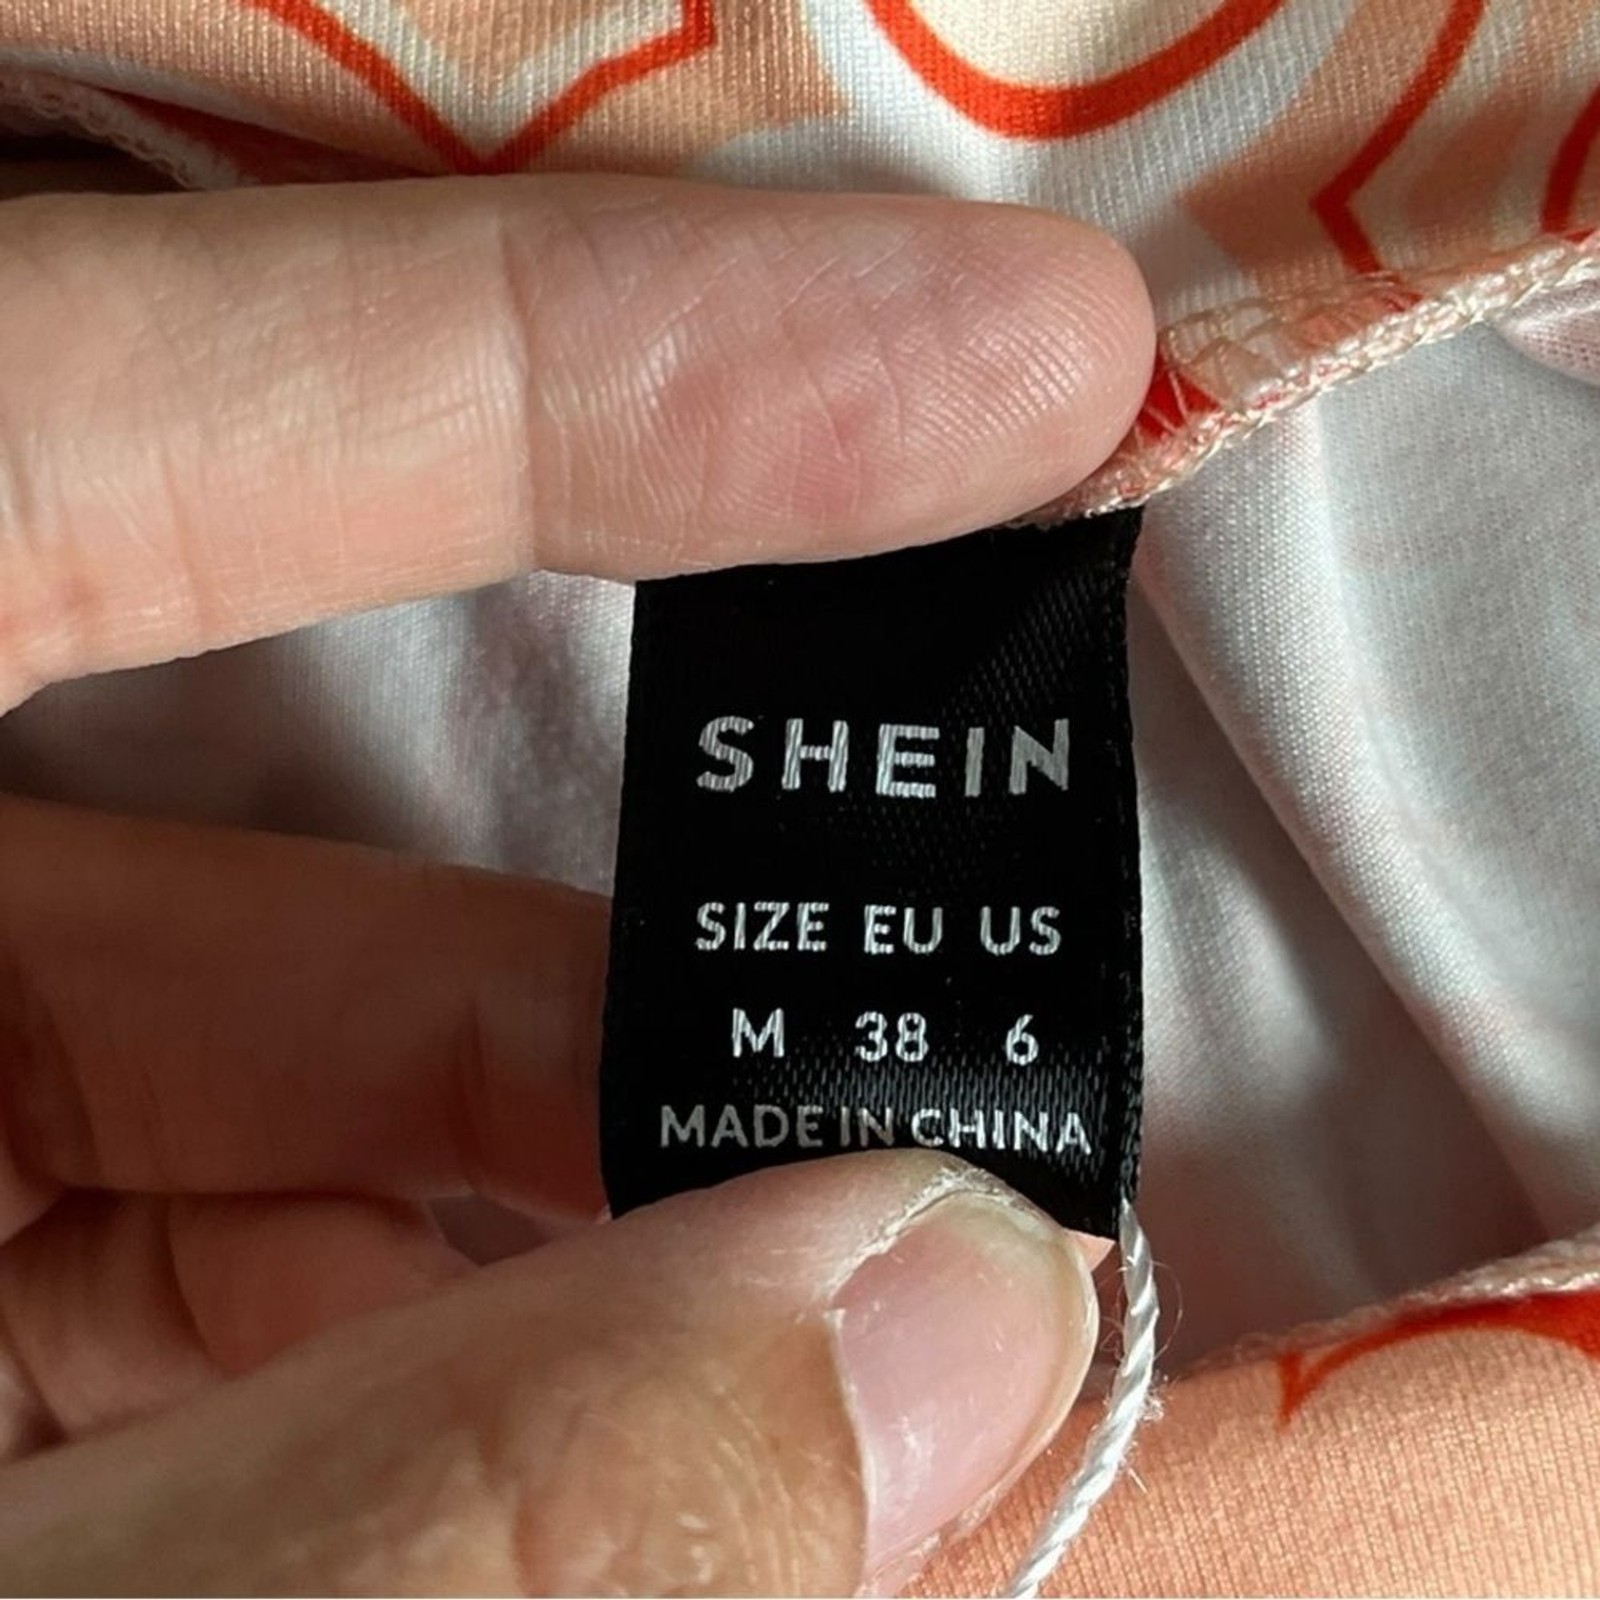 SHEIN
SIZE EU US
M 38 6
MADE IN CHINA